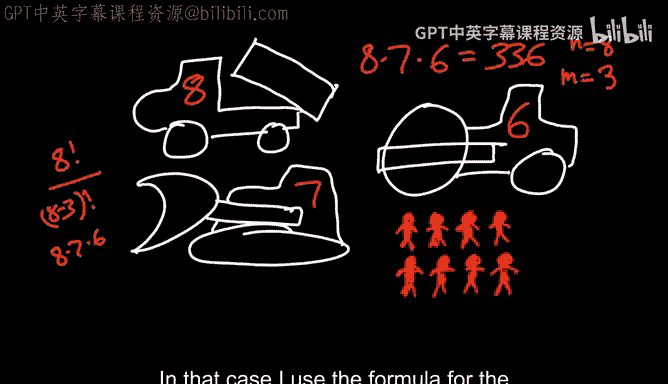 GPT中英字幕课程资源@bilibili.com
GPT中英字幕课程资源 bilibili
8·7·6=336
n=8
m=3
8
6
7
8!
(8-3)!
8·7·6
In that case I use the formula for the